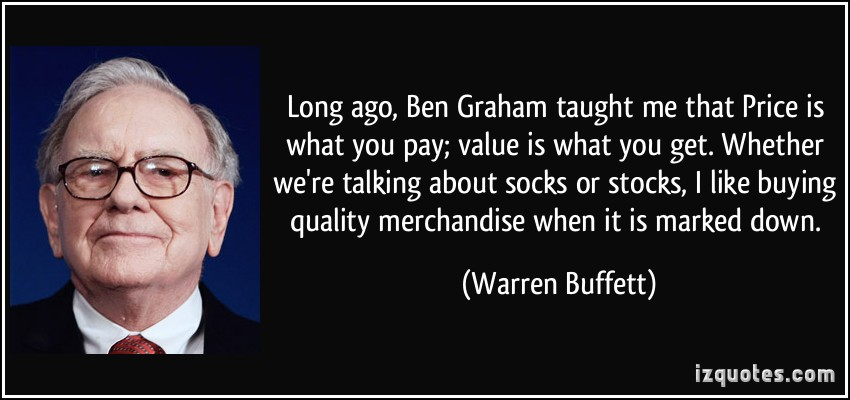 Long ago, Ben Graham taught me that Price is
what you pay; value is what you get. Whether
we're talking about socks or stocks, I like buying
quality merchandise when it is marked down.
(Warren Buffett)
izquotes.com